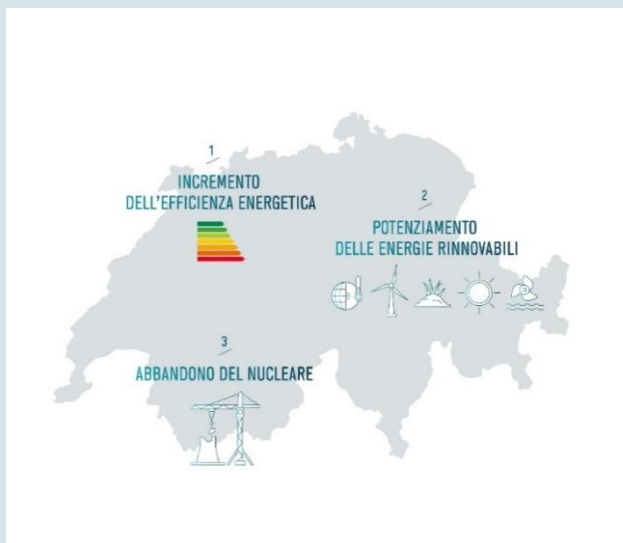 1
INCREMENTO
DELL'EFFICIENZA ENERGETICA
2
POTENZIAMENTO
DELLE ENERGIE RINNOVABILI
3
ABBANDONO DEL NUCLEARE